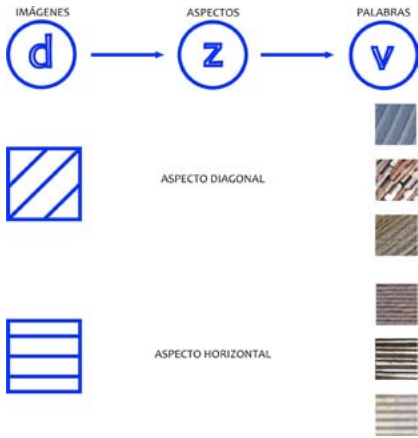 IMÁGENES ASPECTOS PALABRAS
d z v
ASPECTO DIAGONAL
ASPECTO HORIZONTAL